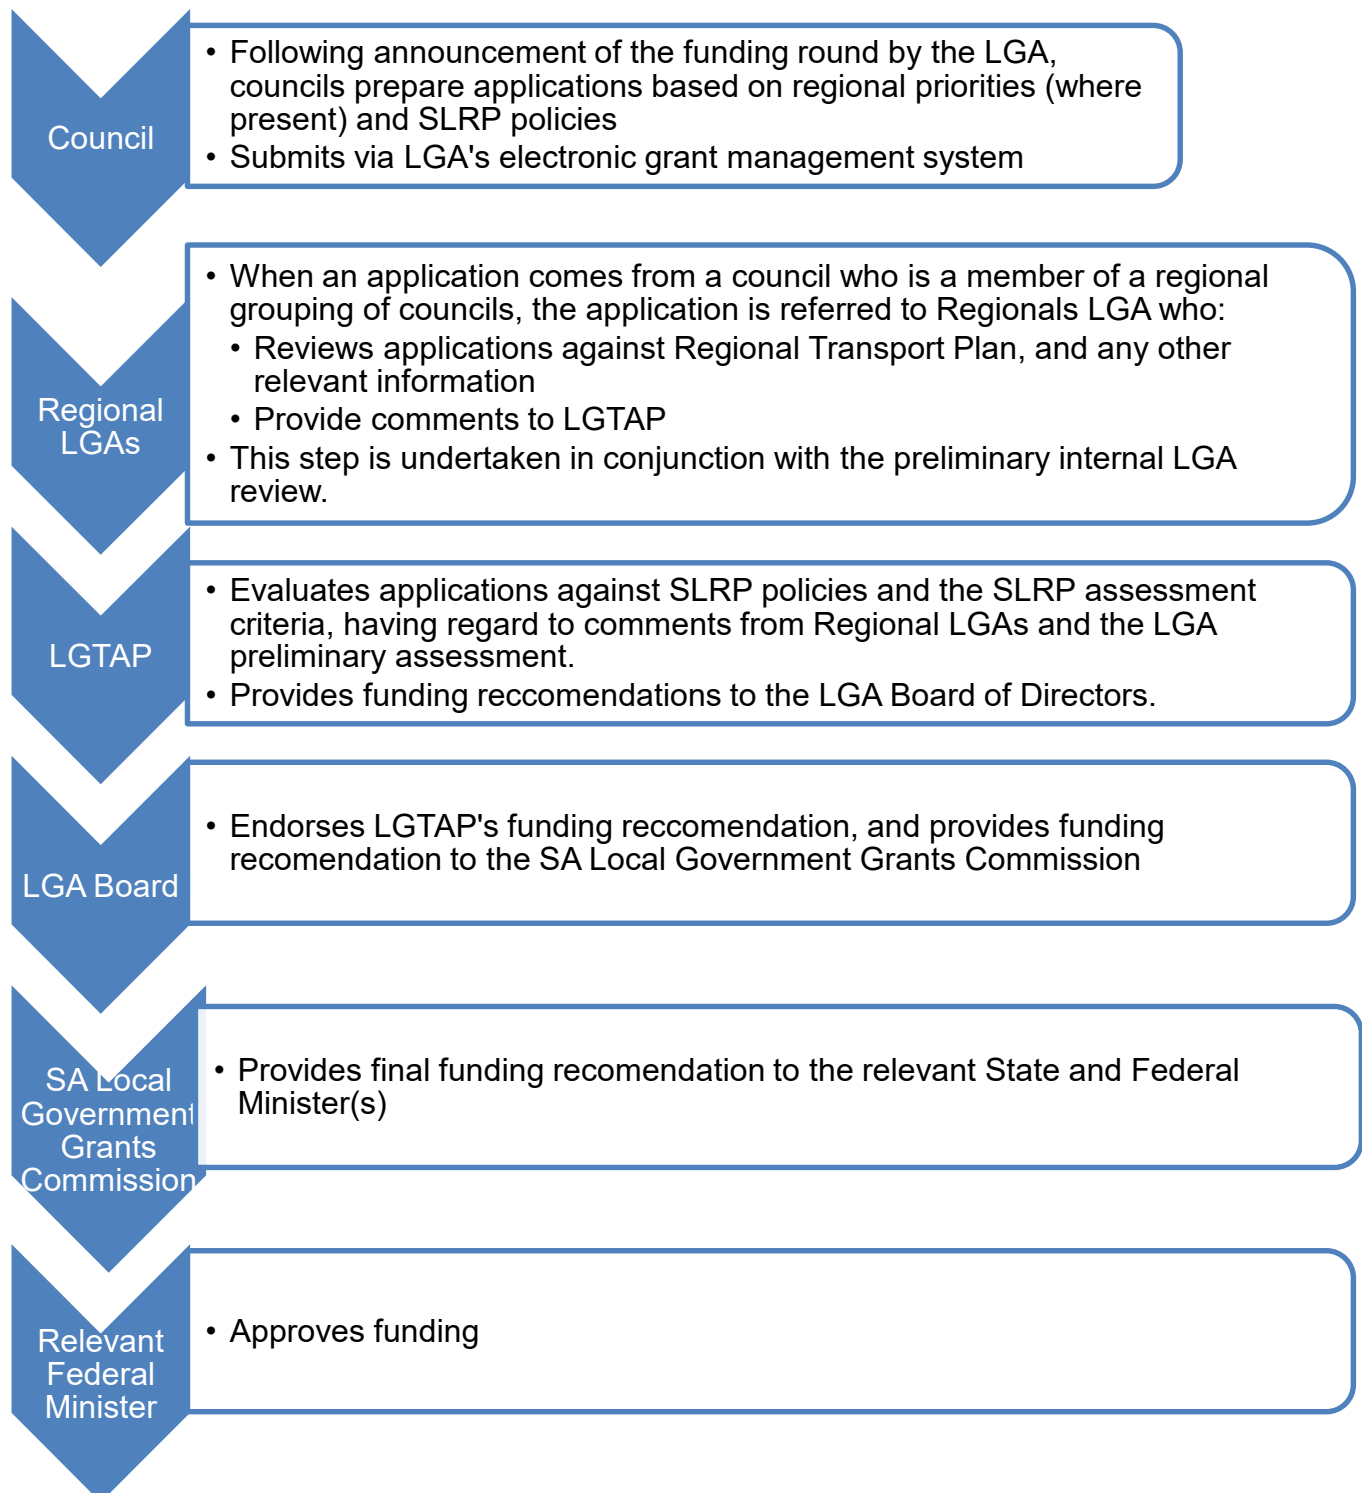 Council
• Following announcement of the funding round by the LGA,
councils prepare applications based on regional priorities (where
present) and SLRP policies
• Submits via LGA's electronic grant management system
Regional
LGAs
• When an application comes from a council who is a member of a regional
grouping of councils, the application is referred to Regionals LGA who:
• Reviews applications against Regional Transport Plan, and any other
relevant information
• Provide comments to LGTAP
• This step is undertaken in conjunction with the preliminary internal LGA
review.
LGTAP
• Evaluates applications against SLRP policies and the SLRP assessment
criteria, having regard to comments from Regional LGAs and the LGA
preliminary assessment.
• Provides funding reccomendations to the LGA Board of Directors.
LGA Board
• Endorses LGTAP's funding reccomendation, and provides funding
recomendation to the SA Local Government Grants Commission
SA Local
Government
Grants
Commission
• Provides final funding recomendation to the relevant State and Federal
Minister(s)
Relevant
Federal
Minister
• Approves funding